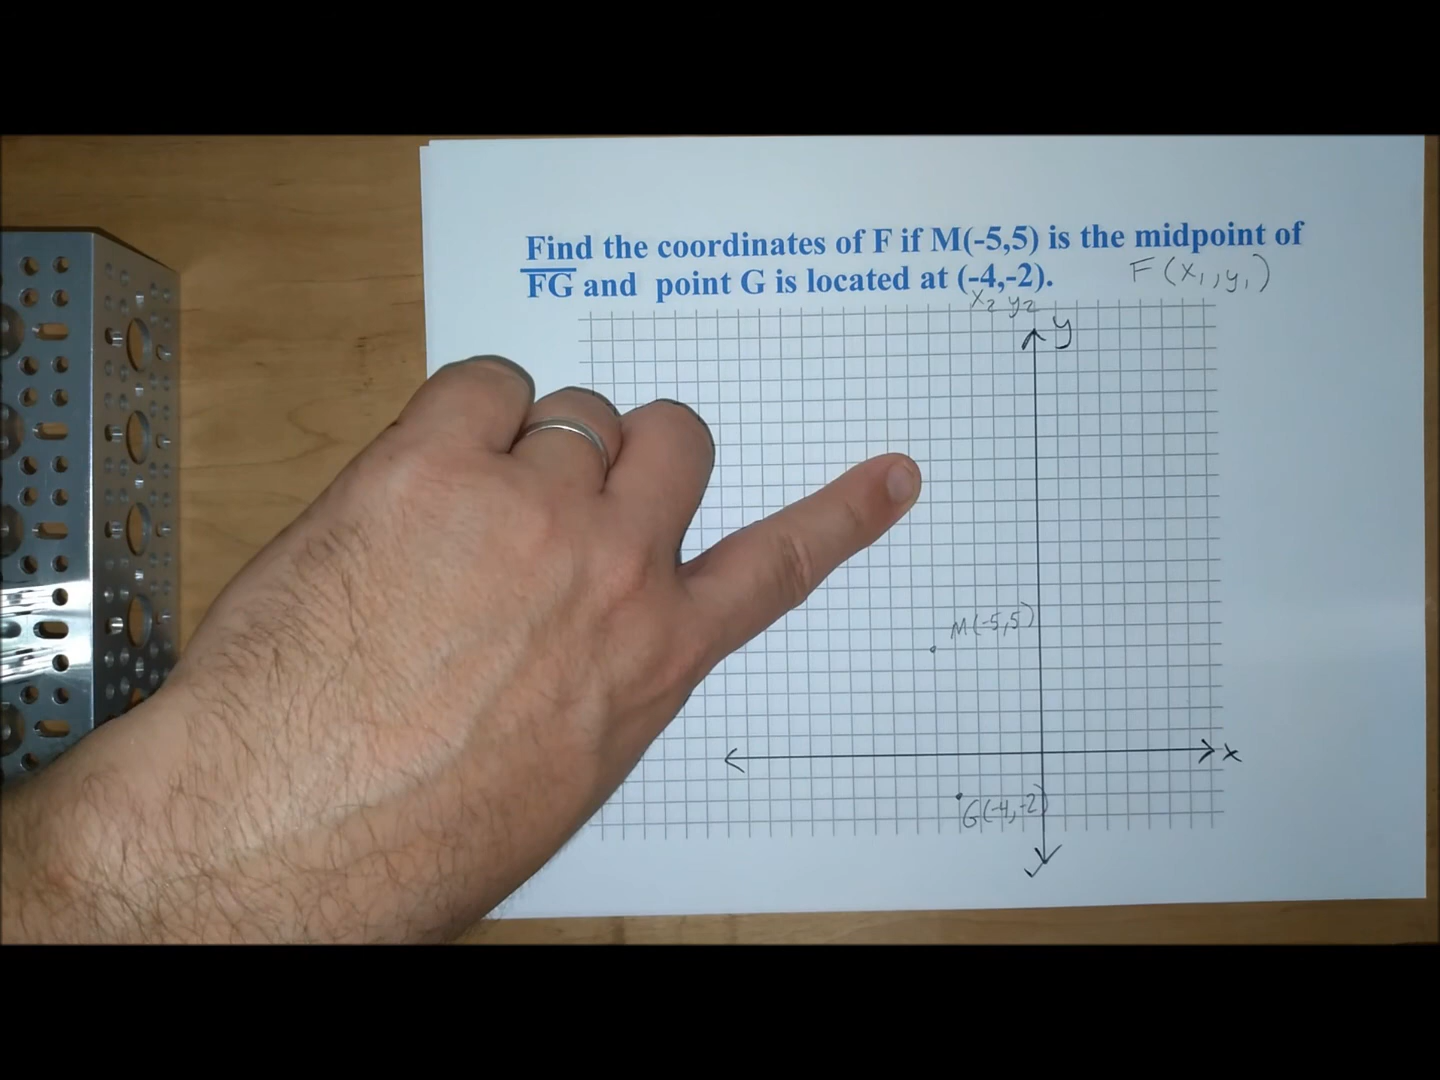 Find the coordinates of F if M(-5,5) is the midpoint of
FG and point G is located at (-4,-2).
F(x₁,y₁)
x₂ y₂
y
M(-5,5)
x
G(-4,-2)